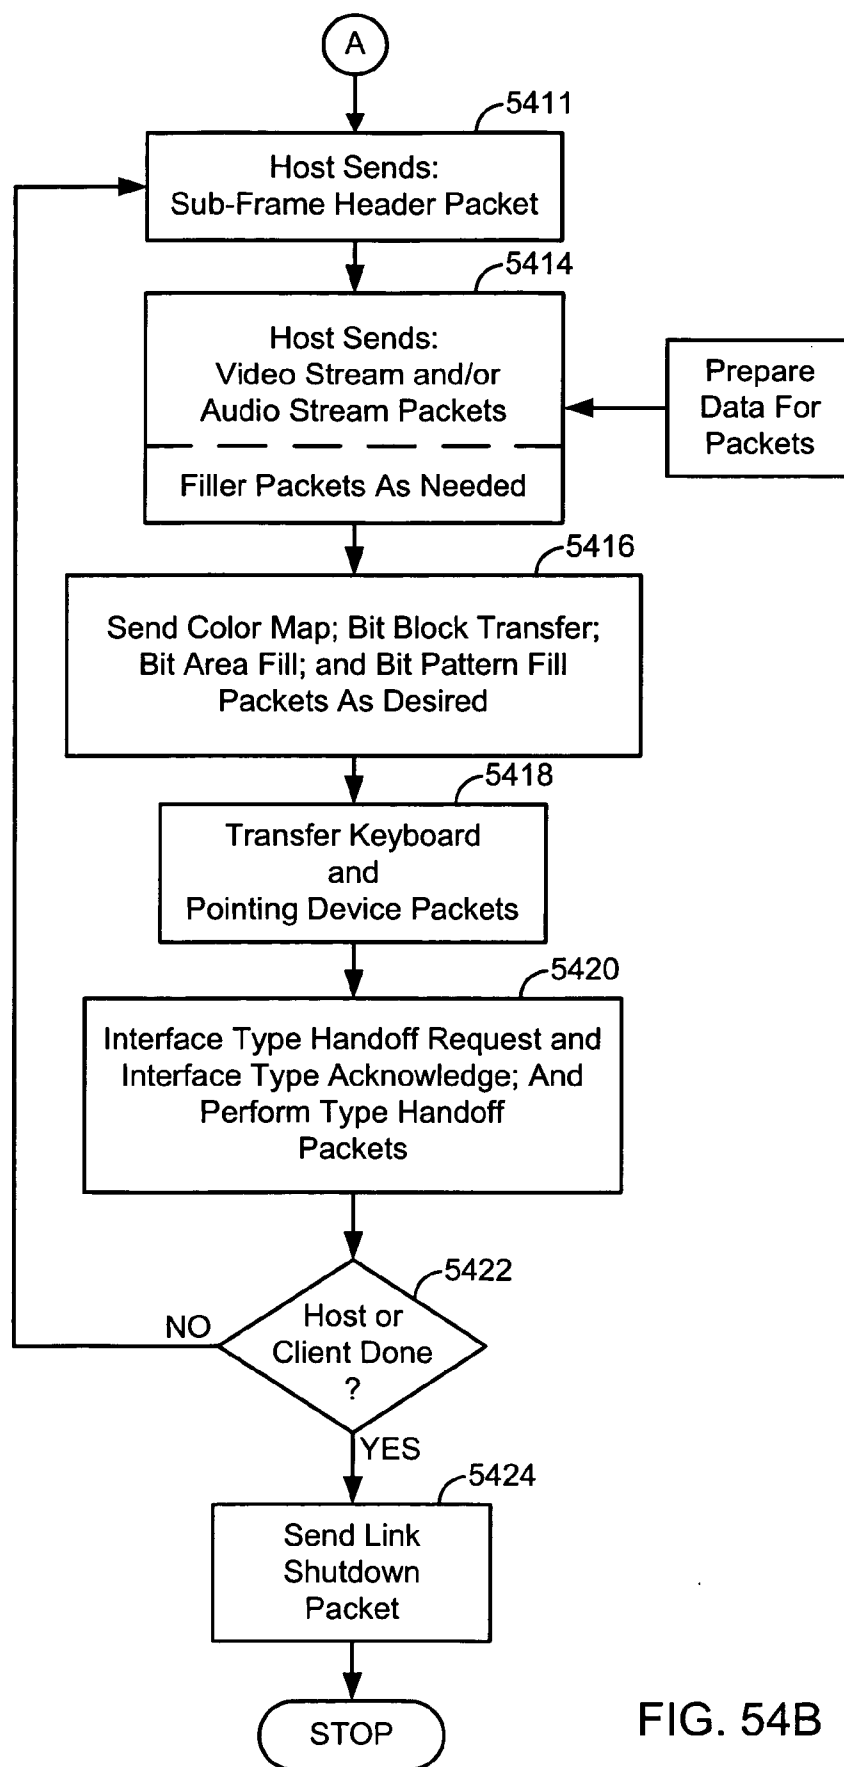 A
5411
Host Sends:
Sub-Frame Header Packet
5414
Host Sends:
Video Stream and/or
Audio Stream Packets
Filler Packets As Needed
Prepare
Data For
Packets
5416
Send Color Map; Bit Block Transfer;
Bit Area Fill; and Bit Pattern Fill
Packets As Desired
5418
Transfer Keyboard
and
Pointing Device Packets
5420
Interface Type Handoff Request and
Interface Type Acknowledge; And
Perform Type Handoff
Packets
5422
Host or
Client Done
?
NO
YES
5424
Send Link
Shutdown
Packet
STOP
FIG. 54B